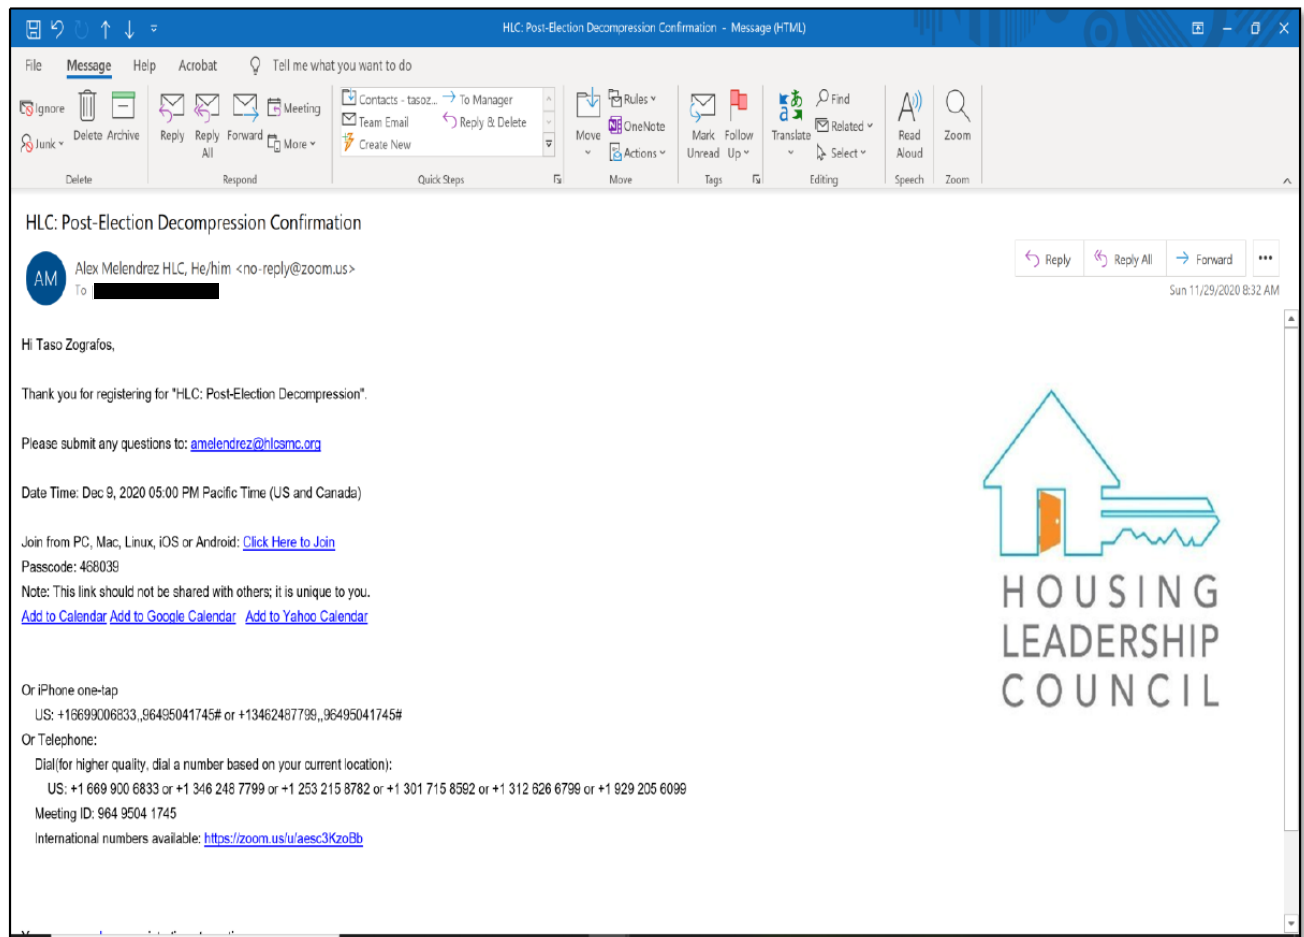 HLC: Post-Election Decompression Confirmation - Message (HTML)
File Message Help Acrobat Tell me what you want to do
Ignore
Junk
Delete
Archive
Delete
Reply
Reply All
Forward
Meeting
More
Respond
Contacts - tasoz... To Manager
Team Email Reply & Delete
Create New
Quick Steps
Move
Rules
OneNote
Actions
Move
Mark Unread
Follow Up
Tags
Translate
Find
Related
Select
Editing
Read Aloud
Speech
Zoom
Zoom
HLC: Post-Election Decompression Confirmation
AM
Alex Melendrez HLC, He/him <no-reply@zoom.us>
To
Reply Reply All Forward
Sun 11/29/2020 8:32 AM
Hi Taso Zografos,
Thank you for registering for "HLC: Post-Election Decompression".
Please submit any questions to: amelendrez@hlcsmc.org
Date Time: Dec 9, 2020 05:00 PM Pacific Time (US and Canada)
Join from PC, Mac, Linux, iOS or Android: Click Here to Join
Passcode: 468039
Note: This link should not be shared with others; it is unique to you.
Add to Calendar Add to Google Calendar Add to Yahoo Calendar
Or iPhone one-tap
US: +16699006833,,96495041745# or +13462487799,,96495041745#
Or Telephone:
Dial(for higher quality, dial a number based on your current location):
US: +1 669 900 6833 or +1 346 248 7799 or +1 253 215 8782 or +1 301 715 8592 or +1 312 626 6799 or +1 929 205 6099
Meeting ID: 964 9504 1745
International numbers available: https://zoom.us/u/aesc3KzoBb
HOUSING
LEADERSHIP
COUNCIL